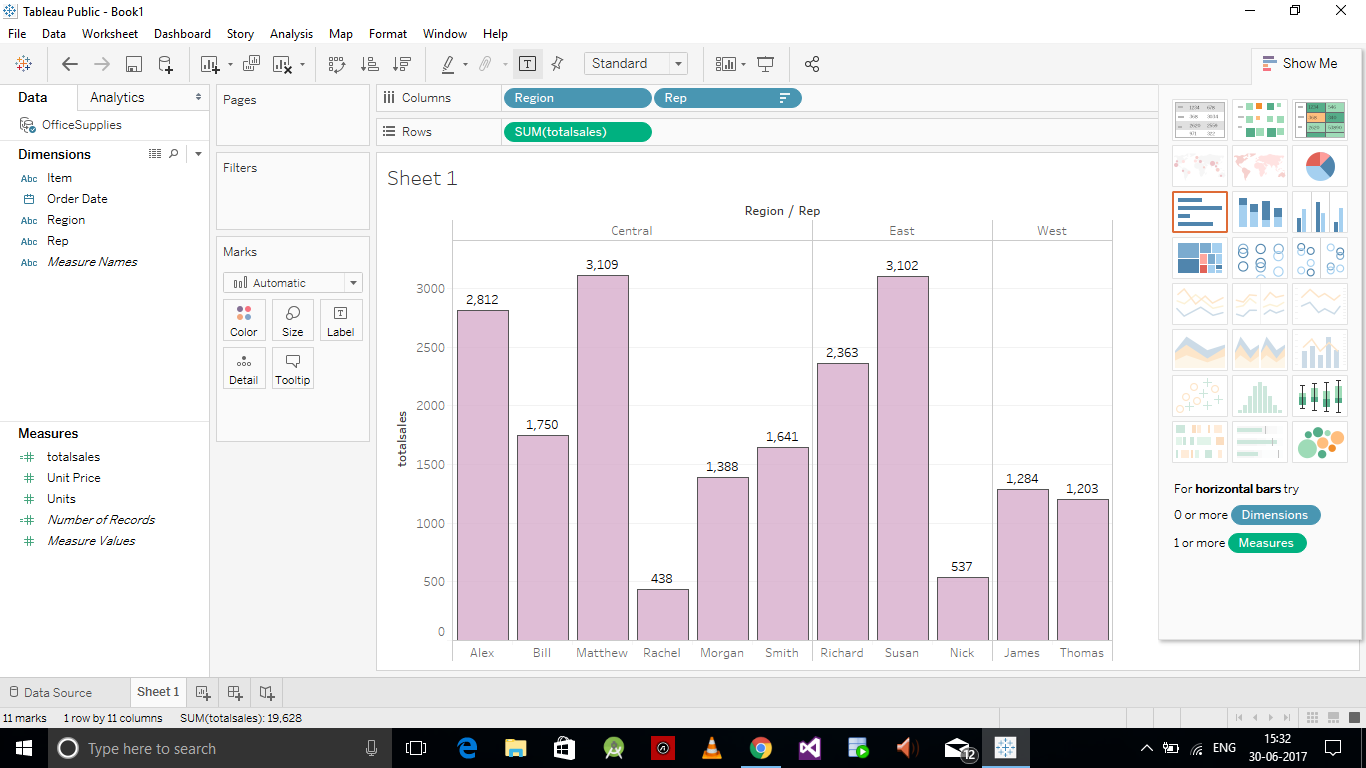 Tableau Public - Book1
File Data Worksheet Dashboard Story Analysis Map Format Window Help
Standard
Show Me
Data Analytics
OfficeSupplies
Dimensions
Abc Item
Order Date
Abc Region
Abc Rep
Abc Measure Names
Measures
totalsales
Unit Price
Units
Number of Records
Measure Values
Pages
Filters
Marks
Automatic
Color Size Label
Detail Tooltip
Columns Region Rep
Rows SUM(totalsales)
Sheet 1
Region / Rep
Central East West
totalsales
3000
2500
2000
1500
1000
500
0
2,812 1,750 3,109 438 1,388 1,641 2,363 3,102 537 1,284 1,203
Alex Bill Matthew Rachel Morgan Smith Richard Susan Nick James Thomas
For horizontal bars try
0 or more Dimensions
1 or more Measures
Data Source Sheet 1
11 marks 1 row by 11 columns SUM(totalsales): 19,628
Type here to search
12
ENG
15:32
30-06-2017